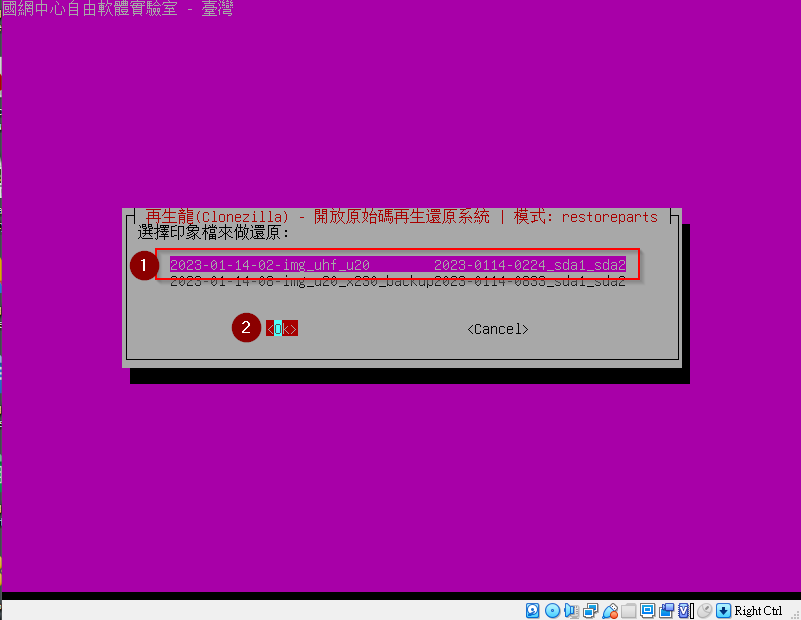 國網中心自由軟體實驗室 - 臺灣
再生龍(Clonezilla) - 開放原始碼再生還原系統 | 模式: restoreparts
選擇印象檔來做還原:
1
2023-01-14-02-img_uhf_u20 2023-0114-0224_sda1_sda2
2023-01-14-08-img_u20_x230_backup2023-0114-0833_sda1_sda2
2 <Ok> <Cancel>
Right Ctrl